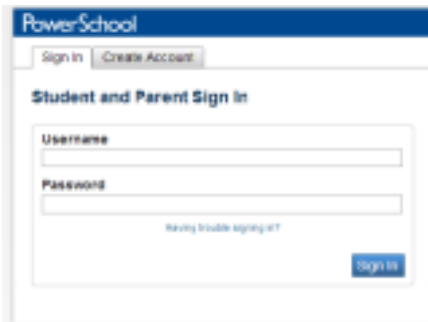 PowerSchool
Sign In Create Account
Student and Parent Sign In
Username
Password
Having trouble signing in?
Sign In